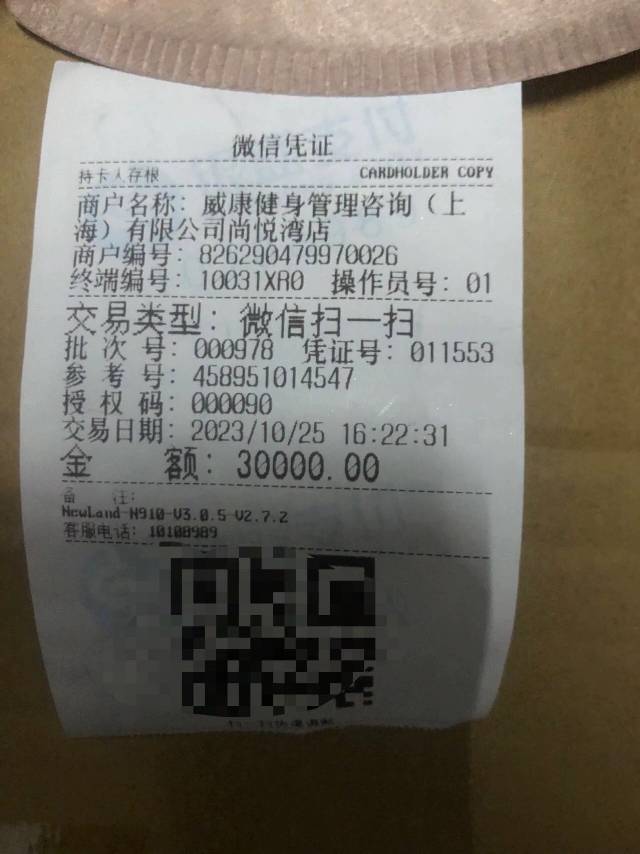 微信凭证
持卡人存根 CARDHOLDER COPY
商户名称: 威康健身管理咨询（上
海）有限公司尚悦湾店
商户编号: 826290479970026
终端编号: 10031XR0 操作员号: 01
交易类型: 微信扫一扫
批次号: 000978 凭证号: 011553
参考号: 458951014547
授权码: 000090
交易日期: 2023/10/25 16:22:31
金额: 30000.00
备注:
NewLand-N910-V3.0.5-V2.7.2
客服电话: 10108989